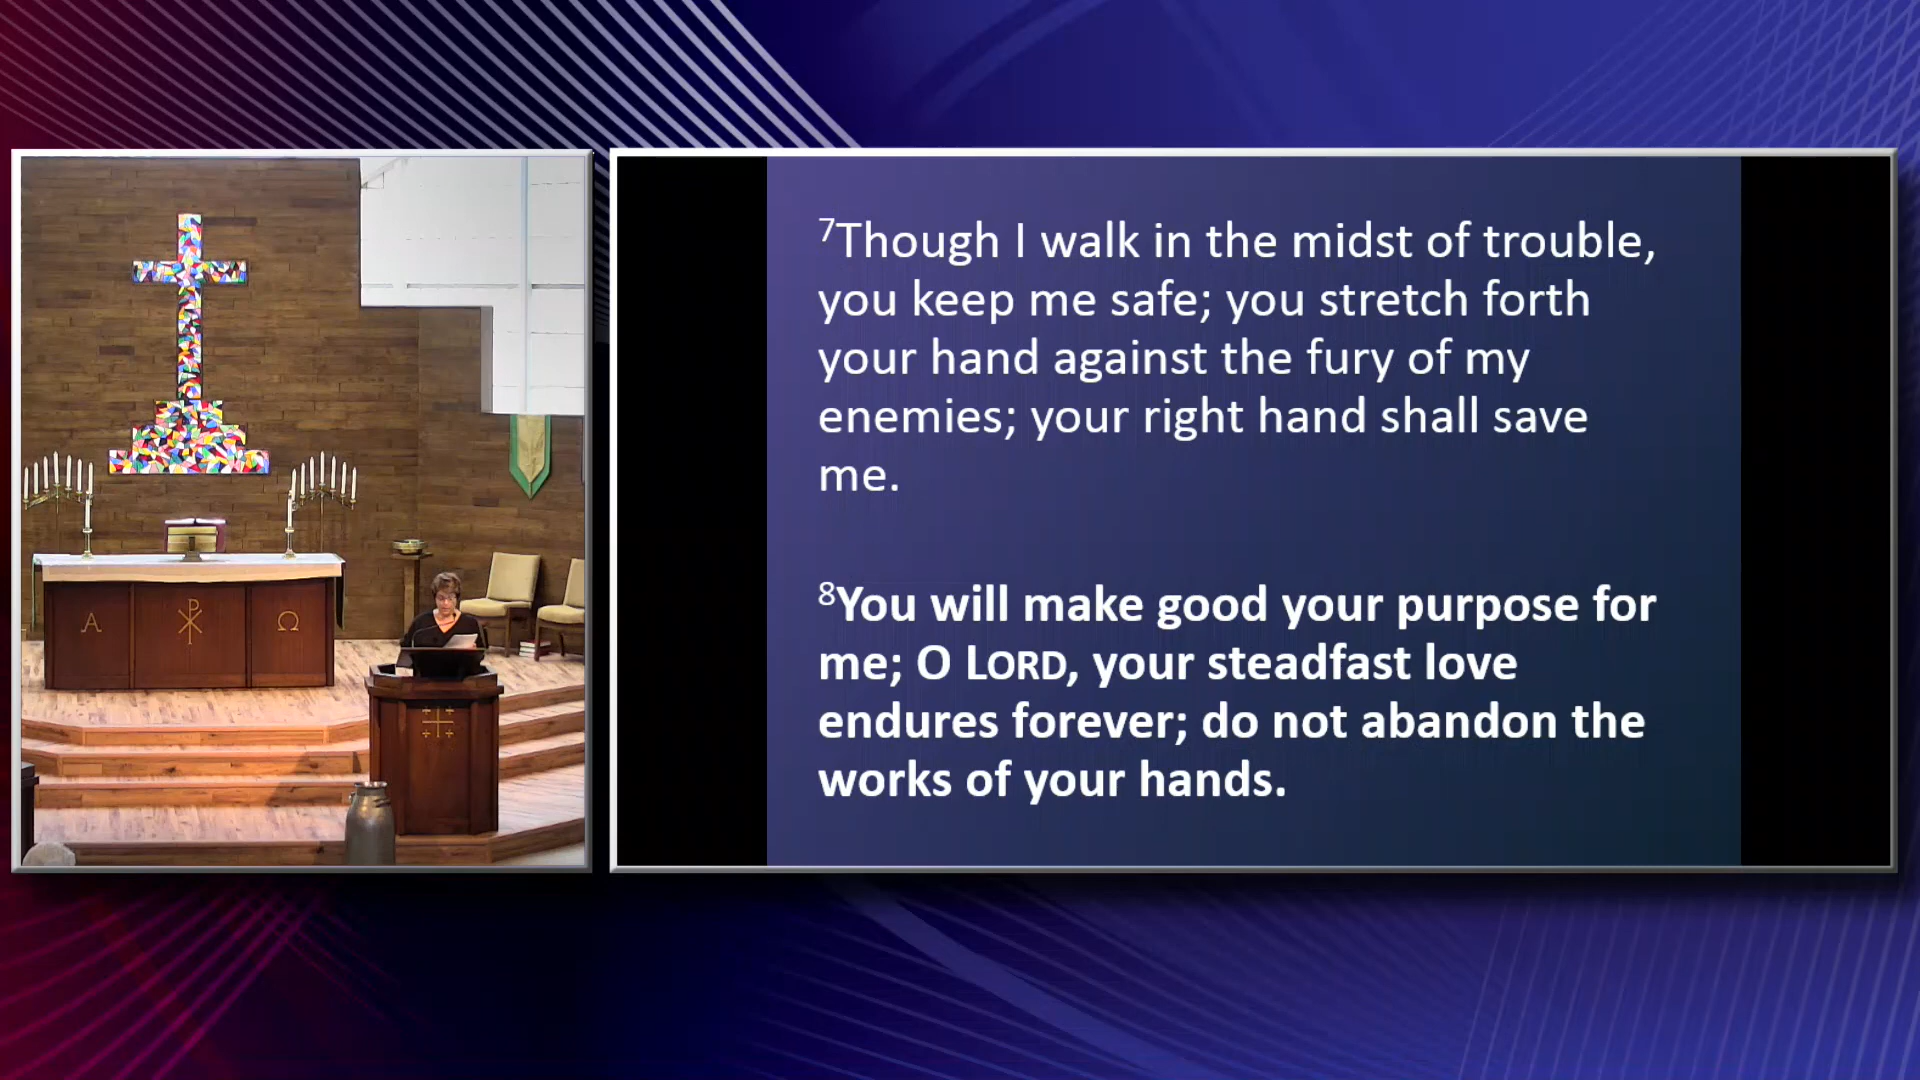 ⁷Though I walk in the midst of trouble,
you keep me safe; you stretch forth
your hand against the fury of my
enemies; your right hand shall save
me.
⁸You will make good your purpose for
me; O LORD, your steadfast love
endures forever; do not abandon the
works of your hands.
Α
☧
Ω